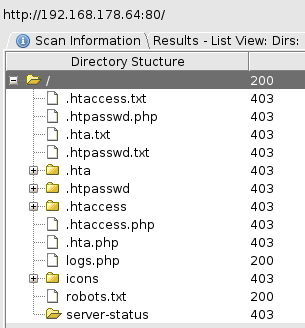 http://192.168.178.64:80/
Scan Information Results - List View: Dirs:
Directory Stucture
/ 200
.htaccess.txt 403
.htpasswd.php 403
.hta.txt 403
.htpasswd.txt 403
.hta 403
.htpasswd 403
.htaccess 403
.htaccess.php 403
.hta.php 403
logs.php 200
icons 403
robots.txt 200
server-status 403